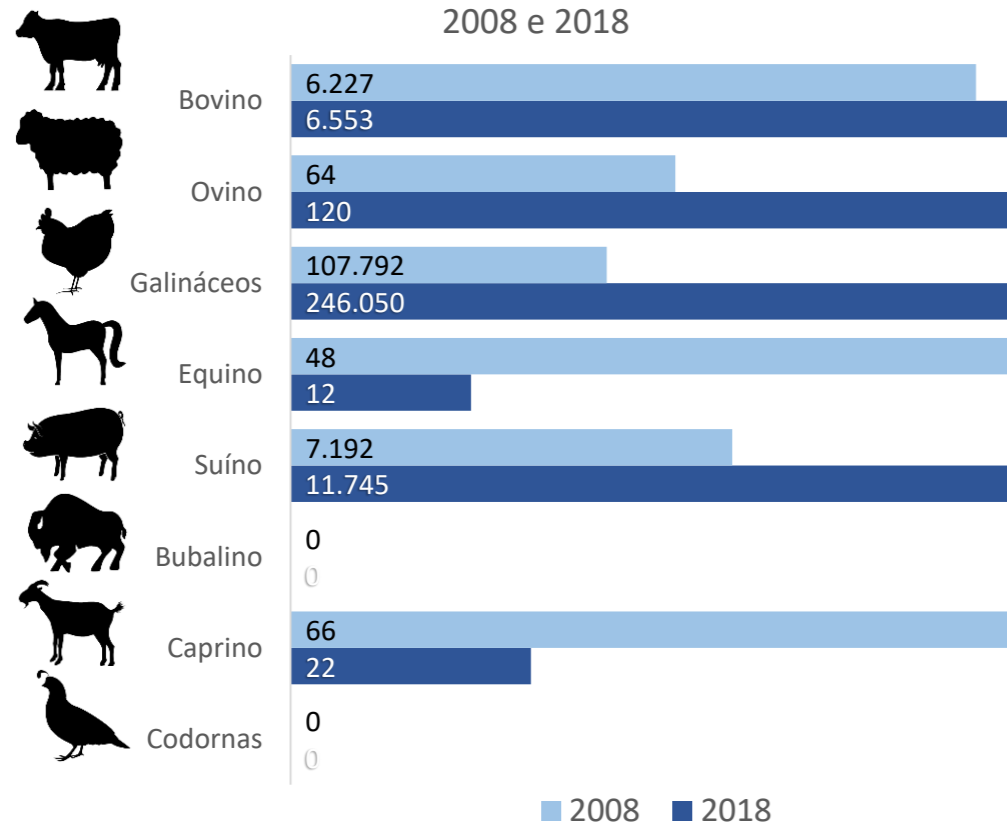 2008 e 2018
Bovino
6.227
6.553
Ovino
64
120
Galináceos
107.792
246.050
Equino
48
12
Suíno
7.192
11.745
Bubalino
0
0
Caprino
66
22
Codornas
0
0
2008 2018